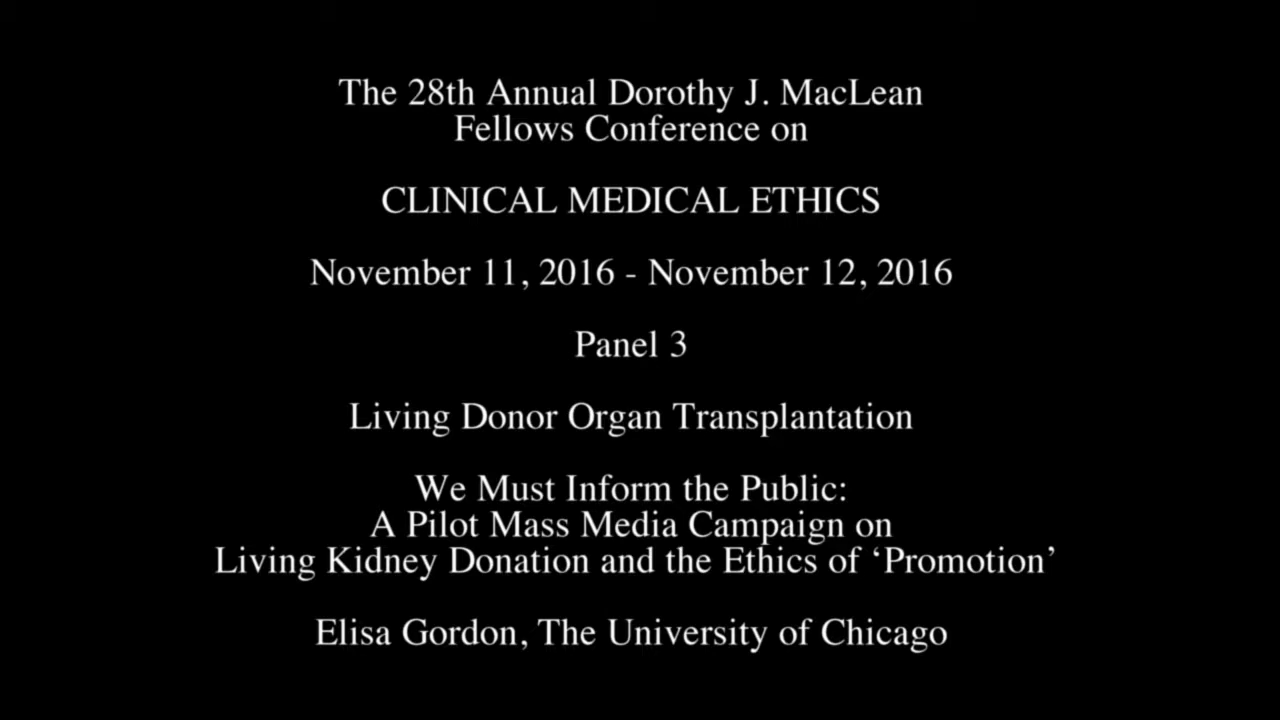 The 28th Annual Dorothy J. MacLean
Fellows Conference on
CLINICAL MEDICAL ETHICS
November 11, 2016 - November 12, 2016
Panel 3
Living Donor Organ Transplantation
We Must Inform the Public:
A Pilot Mass Media Campaign on
Living Kidney Donation and the Ethics of ‘Promotion’
Elisa Gordon, The University of Chicago